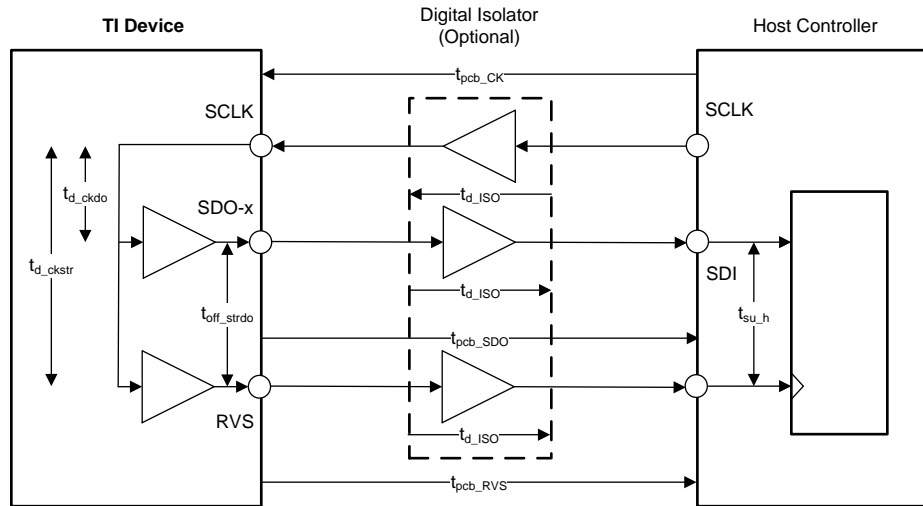 TI Device
Digital Isolator
(Optional)
Host Controller
t_pcb_CK
SCLK
SCLK
t_d_ckdo
t_d_ISO
SDO-x
SDI
t_d_ckstr
t_off_strdo
t_d_ISO
t_su_h
t_pcb_SDO
RVS
t_d_ISO
t_pcb_RVS